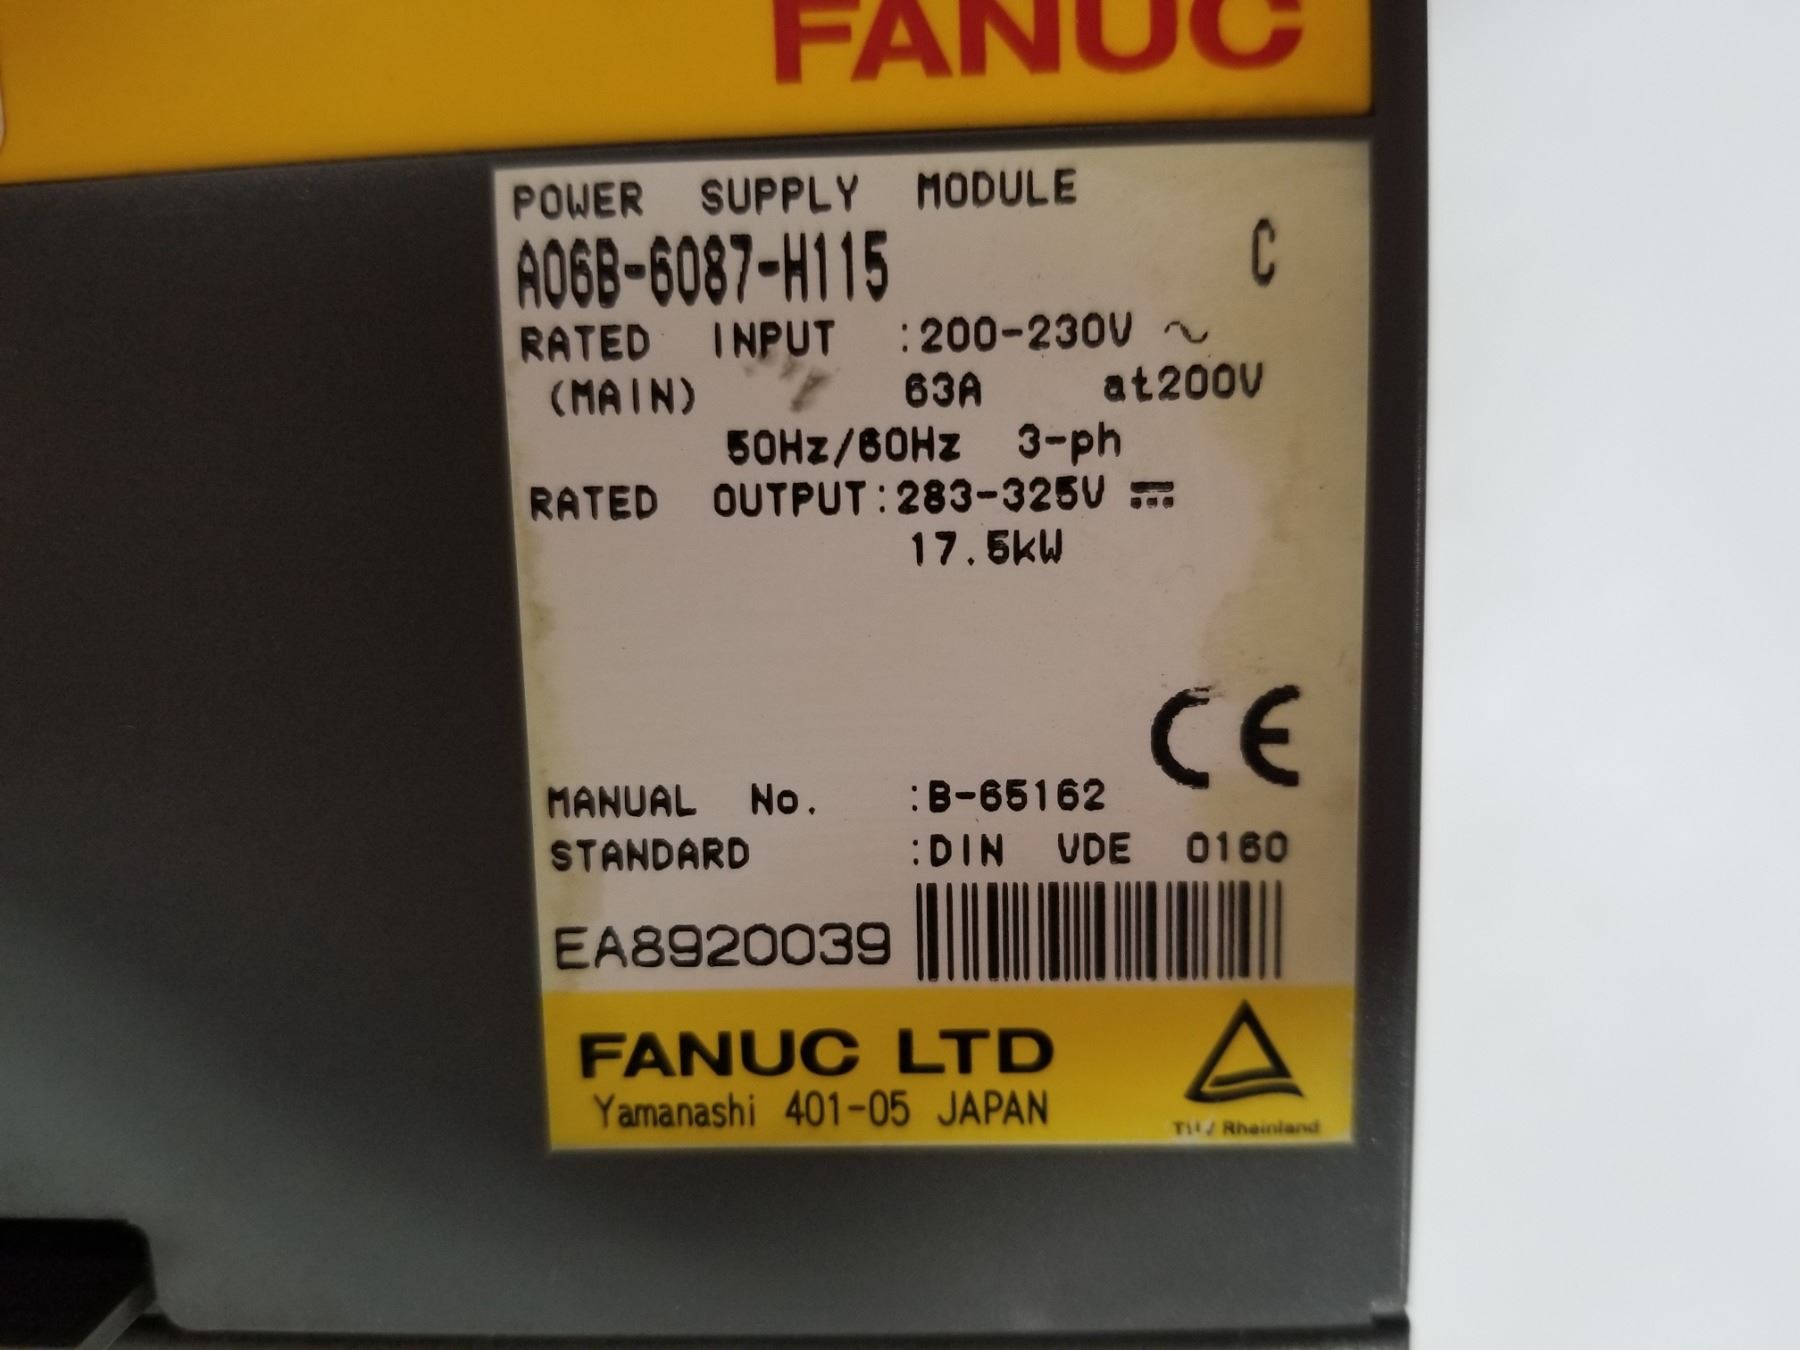 FANUC
POWER SUPPLY MODULE
A06B-6087-H115 C
RATED INPUT :200-230V ~
(MAIN) 63A at200V
50Hz/60Hz 3-ph
RATED OUTPUT:283-325V ⎓
17.5kW
CE
MANUAL No. :B-65162
STANDARD :DIN VDE 0160
EA8920039
FANUC LTD
Yamanashi 401-05 JAPAN
TÜV Rheinland